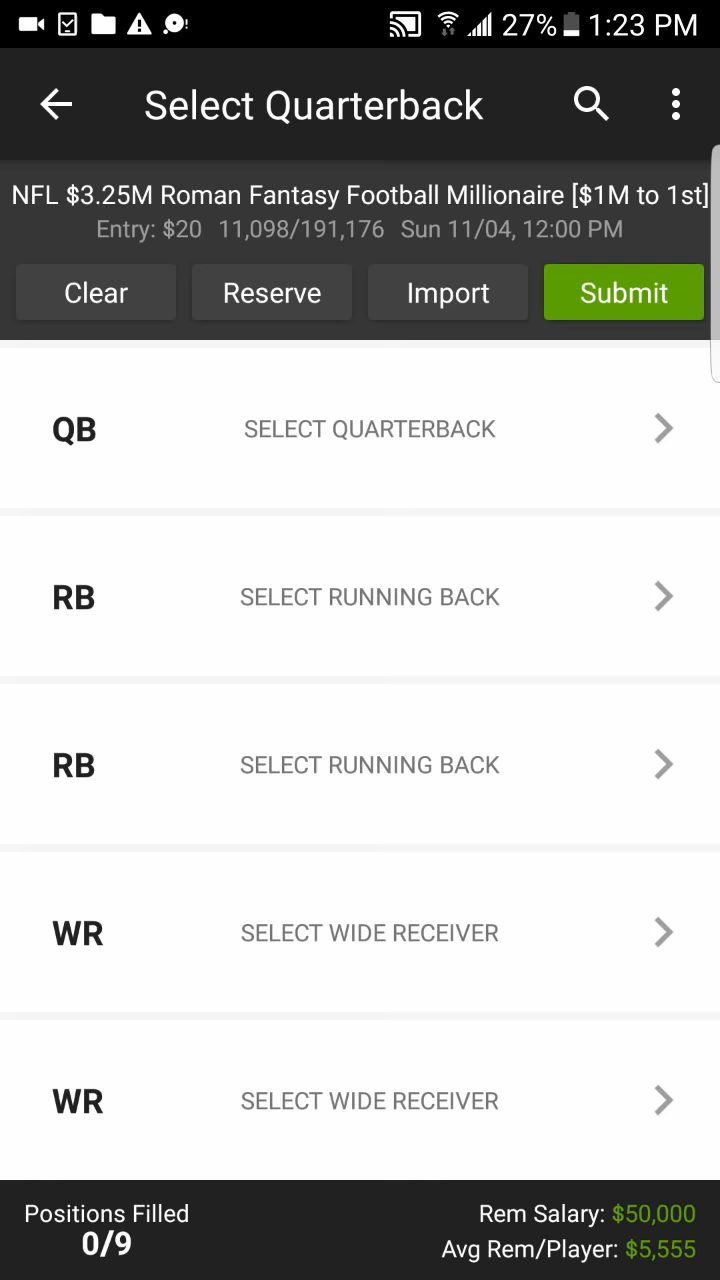 27% 1:23 PM
Select Quarterback
NFL $3.25M Roman Fantasy Football Millionaire [$1M to 1st]
Entry: $20 11,098/191,176 Sun 11/04, 12:00 PM
Clear Reserve Import Submit
QB SELECT QUARTERBACK
RB SELECT RUNNING BACK
RB SELECT RUNNING BACK
WR SELECT WIDE RECEIVER
WR SELECT WIDE RECEIVER
Positions Filled
0/9
Rem Salary: $50,000
Avg Rem/Player: $5,555